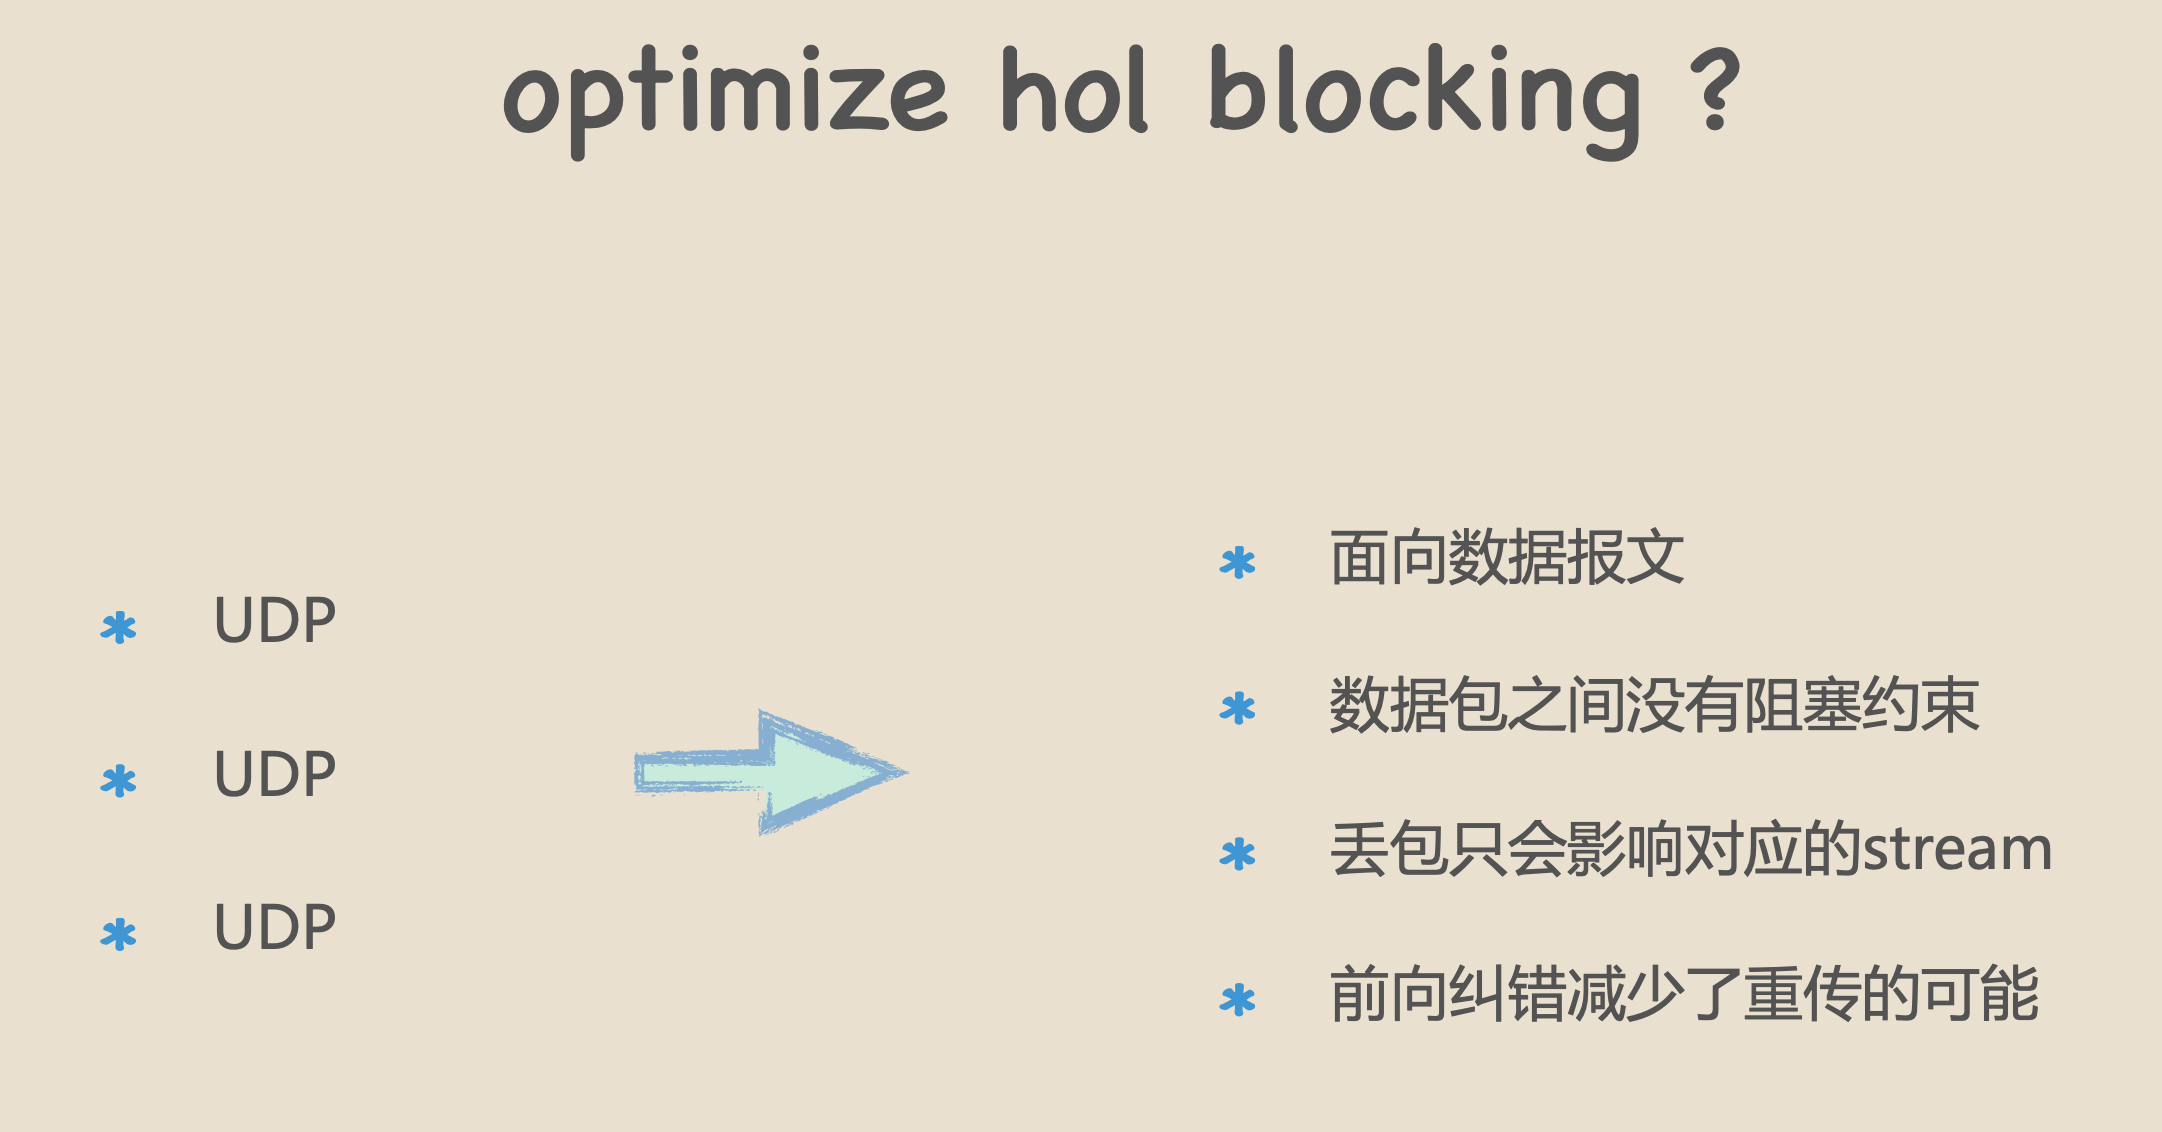 optimize hol blocking ?
* UDP
* UDP
* UDP
* 面向数据报文
* 数据包之间没有阻塞约束
* 丢包只会影响对应的stream
* 前向纠错减少了重传的可能